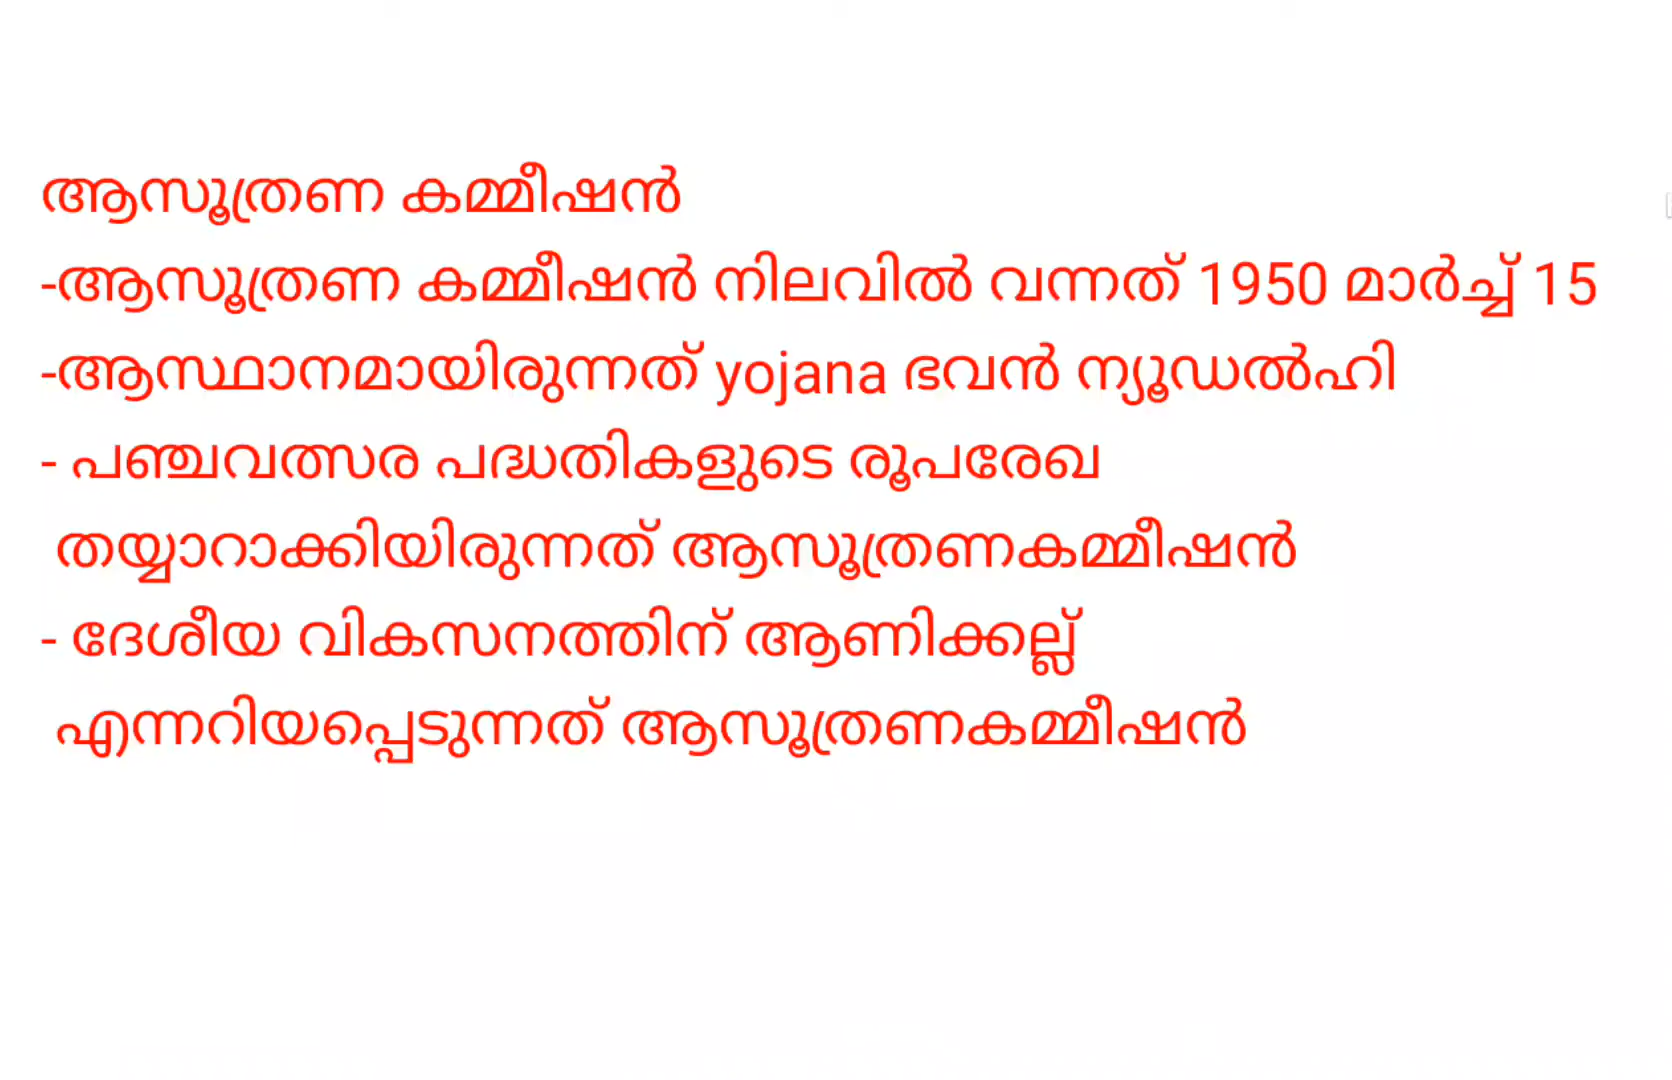 ആസൂത്രണ കമ്മീഷൻ
-ആസൂത്രണ കമ്മീഷൻ നിലവിൽ വന്നത് 1950 മാർച്ച് 15
-ആസ്ഥാനമായിരുന്നത് yojana ഭവൻ ന്യൂഡൽഹി
- പഞ്ചവത്സര പദ്ധതികളുടെ രൂപരേഖ
തയ്യാറാക്കിയിരുന്നത് ആസൂത്രണകമ്മീഷൻ
- ദേശീയ വികസനത്തിന് ആണിക്കല്ല്
എന്നറിയപ്പെടുന്നത് ആസൂത്രണകമ്മീഷൻ